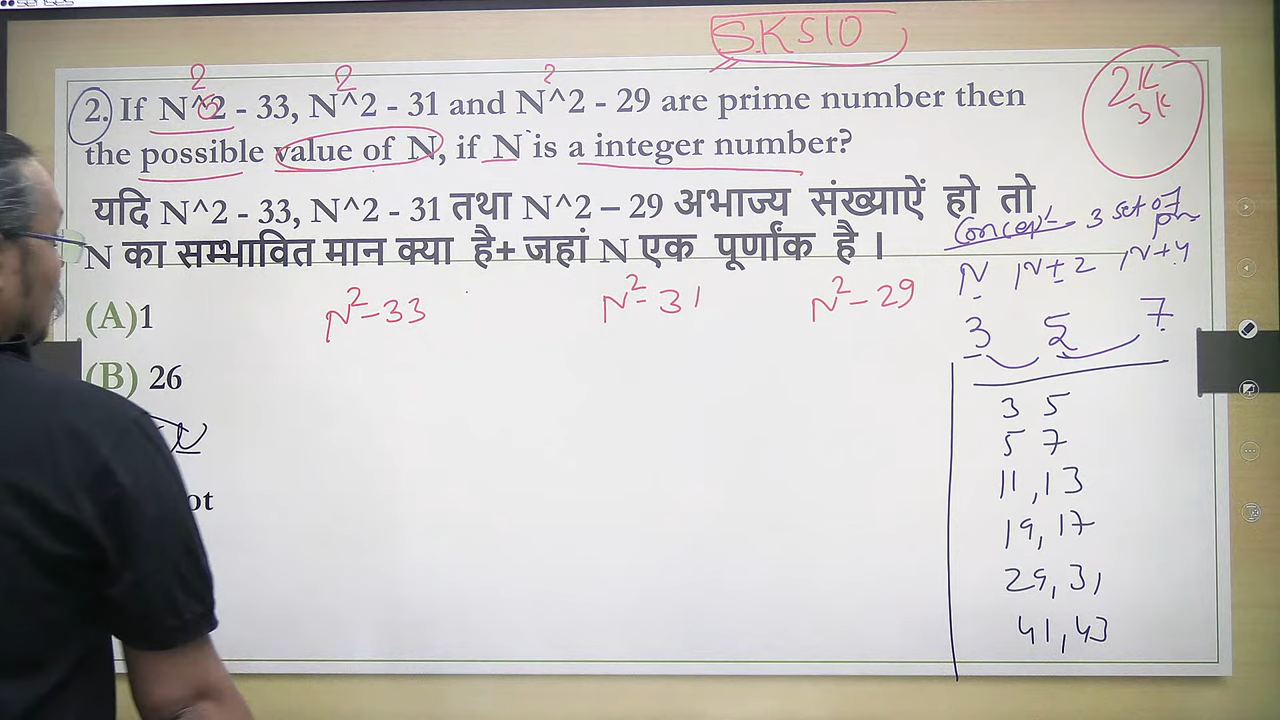 SKS10
2. If N^2 - 33, N^2 - 31 and N^2 - 29 are prime number then
2 2 2
the possible value of N, if N is a integer number?
2K
3K
यदि N^2 - 33, N^2 - 31 तथा N^2 – 29 अभाज्य संख्याऐं हो तो
N का सम्भावित मान क्या है+ जहां N एक पूर्णांक है ।
Concept 3 set of
N N+2 N+4
3 5 7
(A) 1
N²-33 N²-31 N²-29
(B) 26
ot
3 5
5 7
11, 13
19, 17
29, 31
41, 43